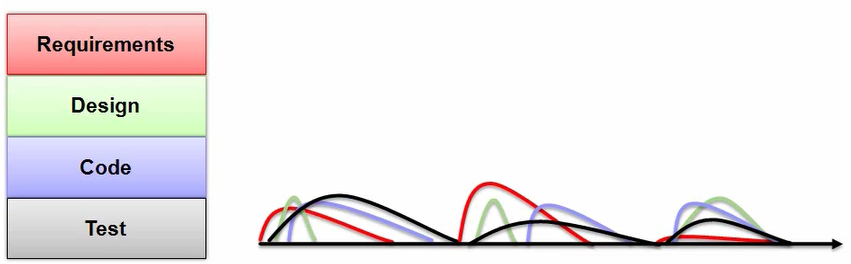 Requirements
Design
Code
Test